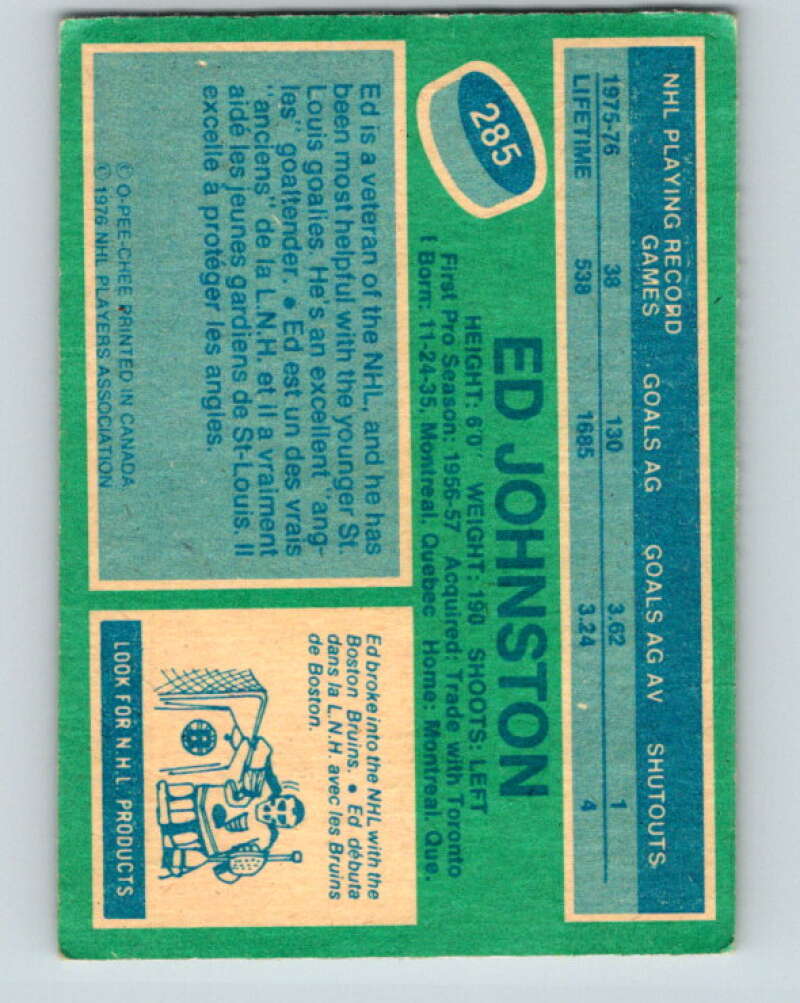 NHL PLAYING RECORD
GAMES GOALS AG GOALS AG AV SHUTOUTS
1975-76 38 130 3.62 1
LIFETIME 538 1685 3.24 4
285
ED JOHNSTON
HEIGHT: 6'0 WEIGHT: 190 SHOOTS: LEFT
First Pro Season: 1956-57 Acquired: Trade with Toronto
( Born: 11-24-35, Montreal, Quebec Home: Montreal, Que.
Ed is a veteran of the NHL, and he has
been most helpful with the younger St.
Louis goalies. He's an excellent "ang-
les" goaltender. • Ed est un des vrais
"anciens" de la L.N.H. et il a vraiment
aidé les jeunes gardiens de St-Louis. Il
excelle à protéger les angles.
© O-PEE-CHEE PRINTED IN CANADA
© 1976 NHL PLAYERS ASSOCIATION
Ed broke into the NHL with the
Boston Bruins. • Ed débuta
dans la L.N.H. avec les Bruins
de Boston.
LOOK FOR N.H.L. PRODUCTS